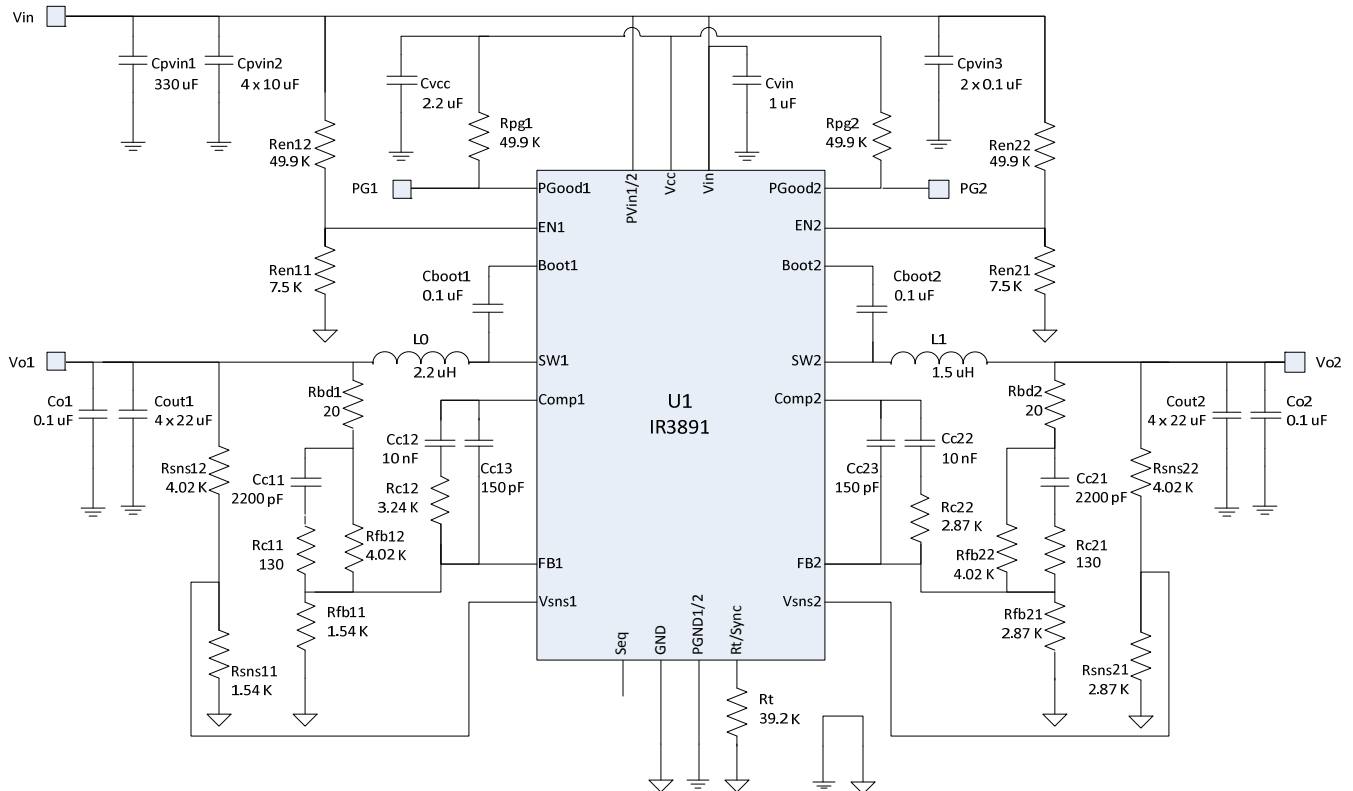 Vin
Cpvin1
330 uF
Cpvin2
4 x 10 uF
Cvcc
2.2 uF
Cvin
1 uF
Cpvin3
2 x 0.1 uF
Ren12
49.9 K
Rpg1
49.9 K
Rpg2
49.9 K
Ren22
49.9 K
PG1
PGood1
PVin1/2
Vcc
Vin
PGood2
PG2
EN1
EN2
Ren11
7.5 K
Boot1
Boot2
Ren21
7.5 K
Cboot1
0.1 uF
Cboot2
0.1 uF
Vo1
L0
2.2 uH
SW1
SW2
L1
1.5 uH
Vo2
Co1
0.1 uF
Cout1
4 x 22 uF
Rbd1
20
Comp1
U1
IR3891
Comp2
Rbd2
20
Cout2
4 x 22 uF
Co2
0.1 uF
Rsns12
4.02 K
Cc11
2200 pF
Cc12
10 nF
Cc13
150 pF
Cc23
150 pF
Cc22
10 nF
Cc21
2200 pF
Rsns22
4.02 K
Rc12
3.24 K
Rc22
2.87 K
Rc11
130
Rfb12
4.02 K
FB1
FB2
Rfb22
4.02 K
Rc21
130
Rfb11
1.54 K
Vsns1
Vsns2
Rfb21
2.87 K
Rsns11
1.54 K
Seq
GND
PGND1/2
Rt/Sync
Rsns21
2.87 K
Rt
39.2 K